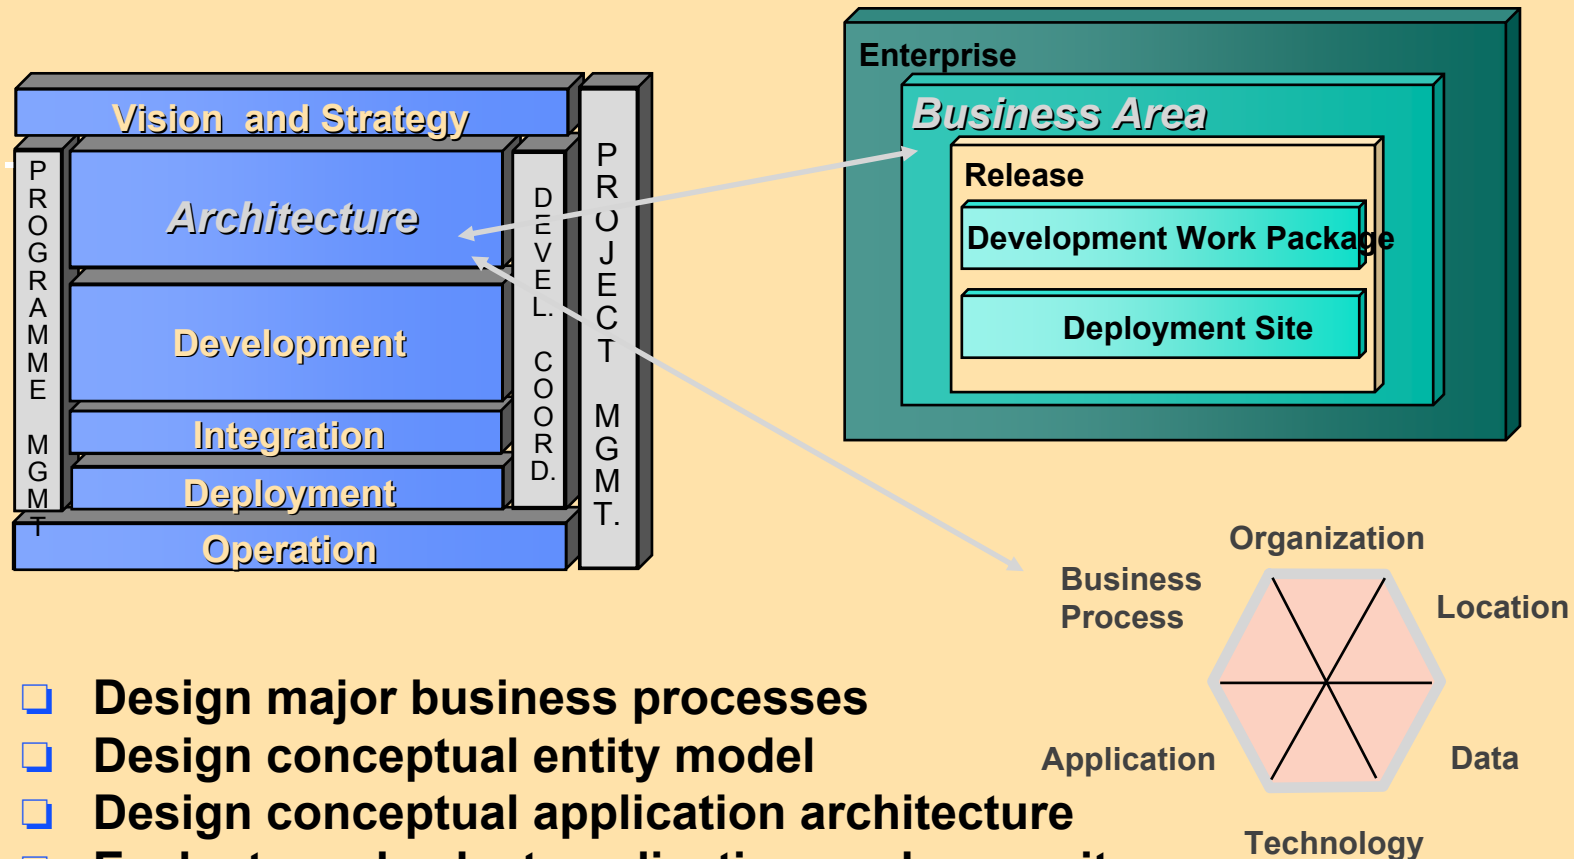 Vision and Strategy
PROGRAMME MGMT
Architecture
Development
Integration
Deployment
Operation
DEVEL. COORD.
PROJECT MGMT.
Enterprise
Business Area
Release
Development Work Package
Deployment Site
Organization
Business
Process
Location
Application
Data
Technology
❑ Design major business processes
❑ Design conceptual entity model
❑ Design conceptual application architecture